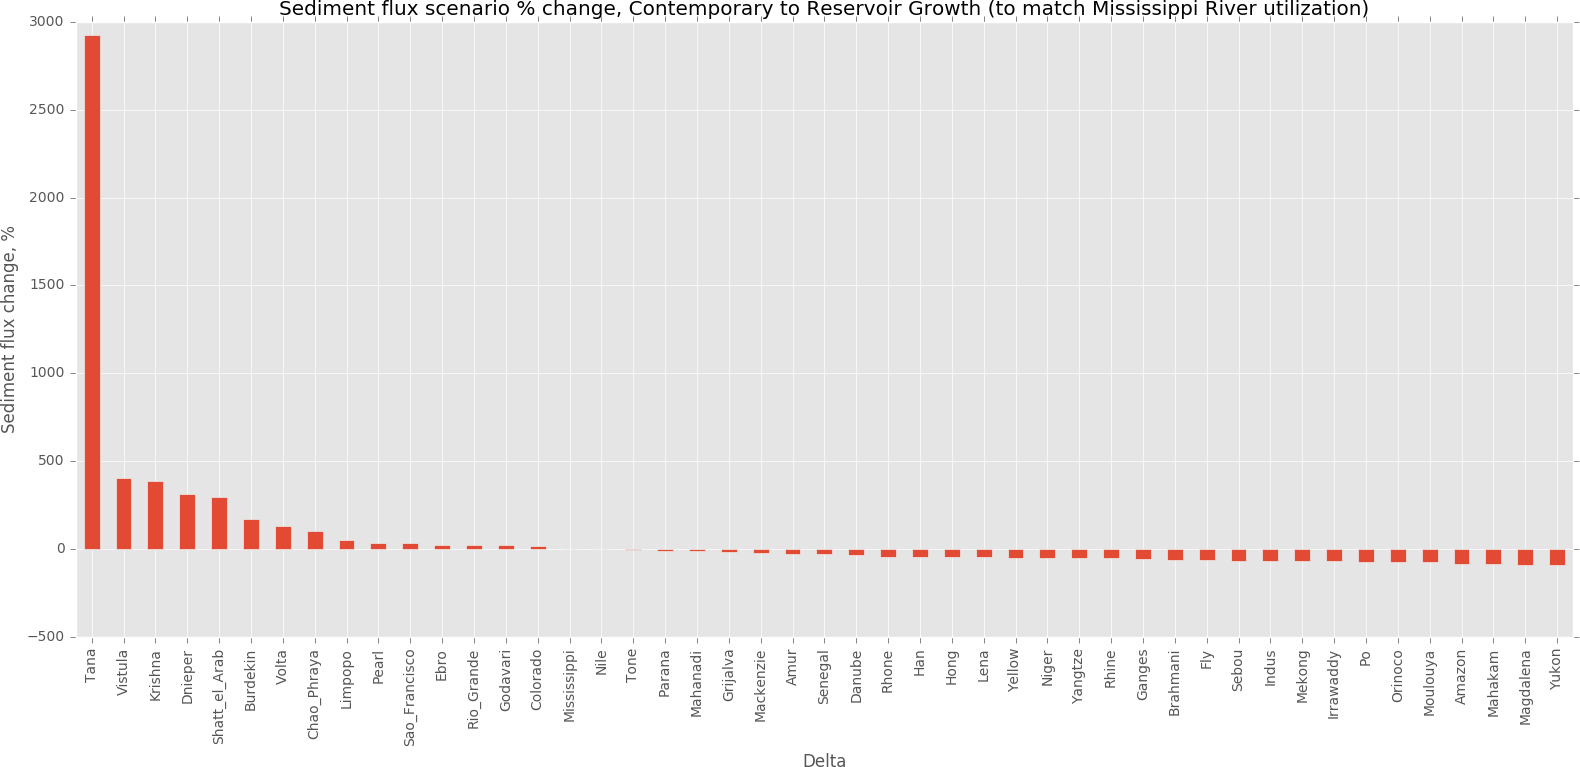 Sediment flux scenario % change, Contemporary to Reservoir Growth (to match Mississippi River utilization)
Sediment flux change, %
3000
2500
2000
1500
1000
500
0
−500
Tana
Vistula
Krishna
Dnieper
Shatt_el_Arab
Burdekin
Volta
Chao_Phraya
Limpopo
Pearl
Sao_Francisco
Ebro
Rio_Grande
Godavari
Colorado
Mississippi
Nile
Tone
Parana
Mahanadi
Grijalva
Mackenzie
Amur
Senegal
Danube
Rhone
Han
Hong
Lena
Yellow
Niger
Yangtze
Rhine
Ganges
Brahmani
Fly
Sebou
Indus
Mekong
Irrawaddy
Po
Orinoco
Moulouya
Amazon
Mahakam
Magdalena
Yukon
Delta